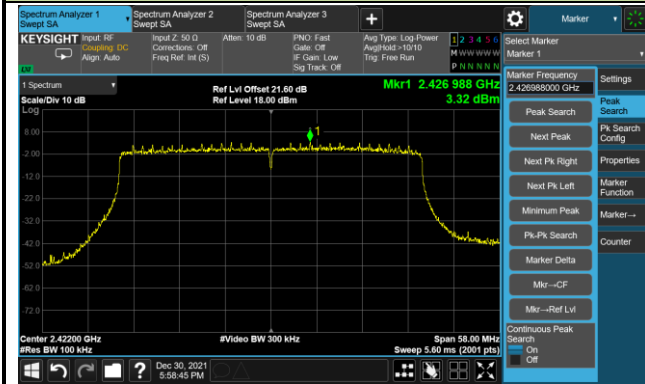 Spectrum Analyzer 1
Swept SA
Spectrum Analyzer 2
Swept SA
Spectrum Analyzer 3
Swept SA
+
Marker
KEYSIGHT
Input: RF
Coupling: DC
Align: Auto
Input Z: 50 Ω
Corrections: Off
Freq Ref: Int (S)
Atten: 10 dB
PNO: Fast
Gate: Off
IF Gain: Low
Sig Track: Off
Avg Type: Log-Power
Avg|Hold:>10/10
Trig: Free Run
1 2 3 4 5 6
M W W W W W
P N N N N N
Select Marker
Marker 1
1 Spectrum
Scale/Div 10 dB
Log
Ref Lvl Offset 21.60 dB
Ref Level 18.00 dBm
Mkr1 2.426 988 GHz
3.32 dBm
Marker Frequency
2.426988000 GHz
Peak Search
Next Peak
Next Pk Right
Next Pk Left
Minimum Peak
Pk-Pk Search
Marker Delta
Mkr→CF
Mkr→Ref Lvl
Continuous Peak
Search
On
Off
Settings
Peak
Search
Pk Search
Config
Properties
Marker
Function
Marker→
Counter
1
8.00
-2.00
-12.0
-22.0
-32.0
-42.0
-52.0
-62.0
-72.0
Center 2.42200 GHz
#Res BW 100 kHz
#Video BW 300 kHz
Span 58.00 MHz
Sweep 5.60 ms (2001 pts)
?
Dec 30, 2021
5:58:45 PM